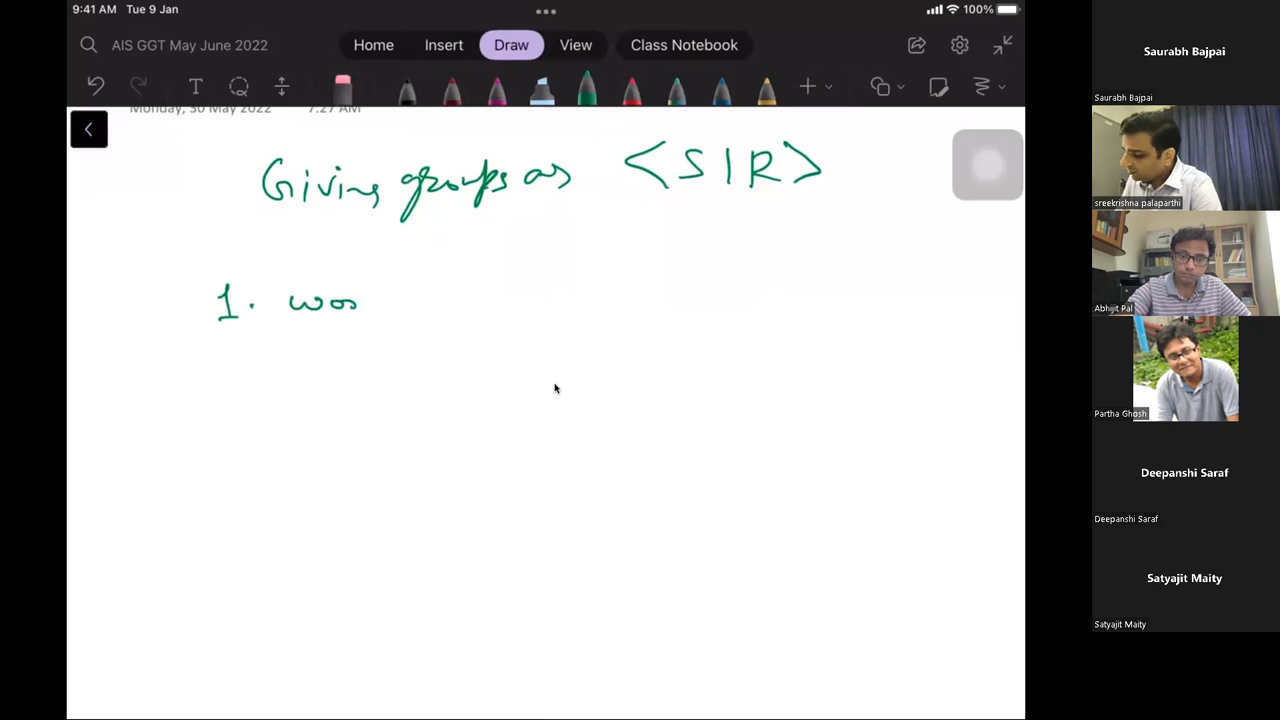 9:41 AM Tue 9 Jan
100%
AIS GGT May June 2022
Home Insert Draw View Class Notebook
Monday, 30 May 2022 7:27 AM
Giving groups as <S|R>
1. woo
Saurabh Bajpai
Saurabh Bajpai
sreekrishna palaparthi
Abhijit Pal
Partha Ghosh
Deepanshi Saraf
Deepanshi Saraf
Satyajit Maity
Satyajit Maity